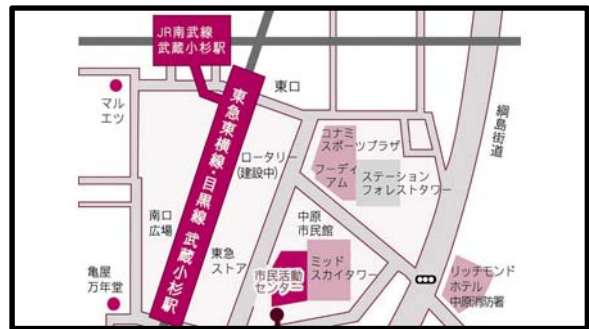 JR南武線
武蔵小杉駅
東口
マル
エツ
東急東横線・目黒線 武蔵小杉駅
綱島街道
コナミ
スポーツプラザ
ロータリー
(建設中)
フーディ
アム
ステーション
フォレストタワー
南口
広場
中原
市民館
東急
ストア
市民活動
センター
ミッド
スカイタワー
亀屋
万年堂
リッチモンド
ホテル
中原消防署